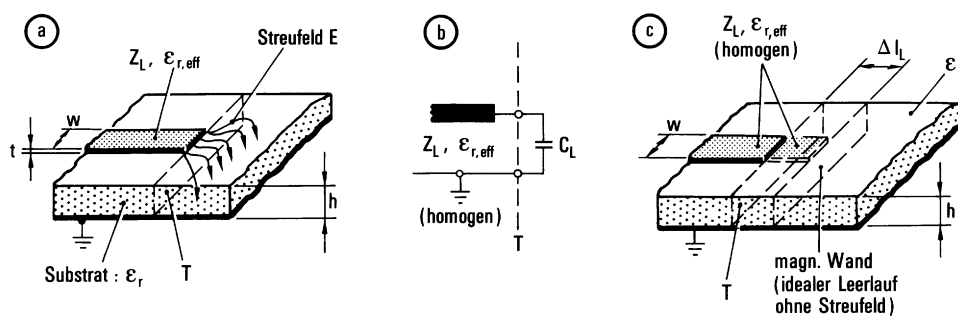 a
Streufeld E
Z_L, ε_r,eff
w
t
h
Substrat : ε_r
T
b
Z_L, ε_r,eff
C_L
(homogen)
T
c
Z_L, ε_r,eff
(homogen)
Δl_L
ε
w
h
T
magn. Wand
(idealer Leerlauf
ohne Streufeld)